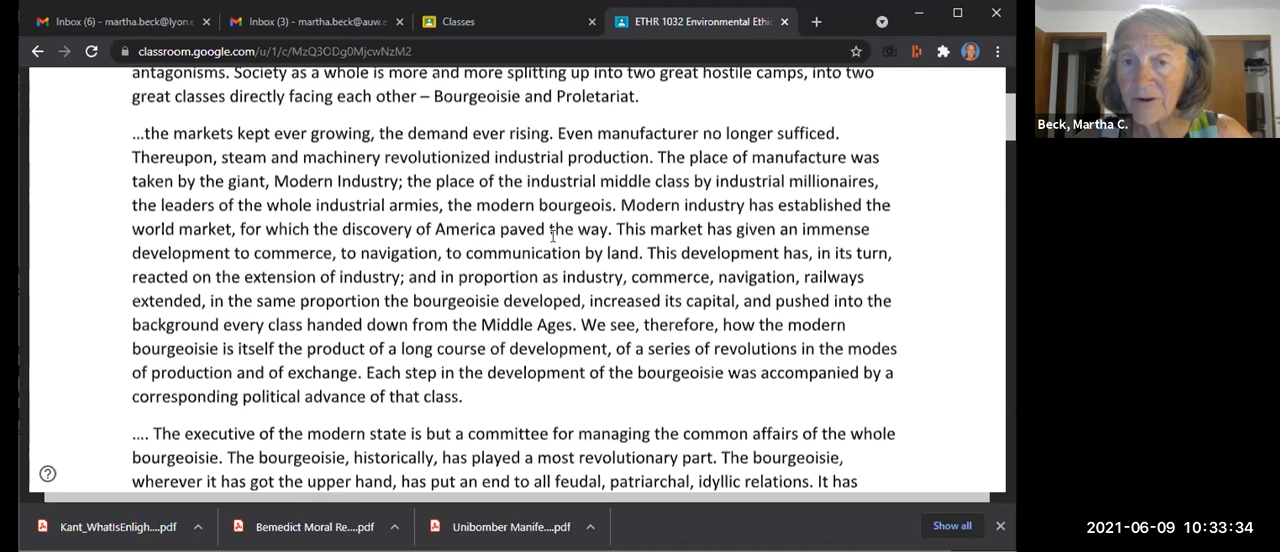 Inbox (6) - martha.beck@lyon.e
Inbox (3) - martha.beck@auw.e
Classes
ETHR 1032 Environmental Ethi
classroom.google.com/u/1/c/MzQ3ODg0MjcwNzM2
antagonisms. Society as a whole is more and more splitting up into two great hostile camps, into two
great classes directly facing each other – Bourgeoisie and Proletariat.
…the markets kept ever growing, the demand ever rising. Even manufacturer no longer sufficed.
Thereupon, steam and machinery revolutionized industrial production. The place of manufacture was
taken by the giant, Modern Industry; the place of the industrial middle class by industrial millionaires,
the leaders of the whole industrial armies, the modern bourgeois. Modern industry has established the
world market, for which the discovery of America paved the way. This market has given an immense
development to commerce, to navigation, to communication by land. This development has, in its turn,
reacted on the extension of industry; and in proportion as industry, commerce, navigation, railways
extended, in the same proportion the bourgeoisie developed, increased its capital, and pushed into the
background every class handed down from the Middle Ages. We see, therefore, how the modern
bourgeoisie is itself the product of a long course of development, of a series of revolutions in the modes
of production and of exchange. Each step in the development of the bourgeoisie was accompanied by a
corresponding political advance of that class.
…. The executive of the modern state is but a committee for managing the common affairs of the whole
bourgeoisie. The bourgeoisie, historically, has played a most revolutionary part. The bourgeoisie,
wherever it has got the upper hand, has put an end to all feudal, patriarchal, idyllic relations. It has
Kant_WhatIsEnligh....pdf
Bemedict Moral Re....pdf
Unibomber Manife....pdf
Show all
Beck, Martha C.
2021-06-09 10:33:34